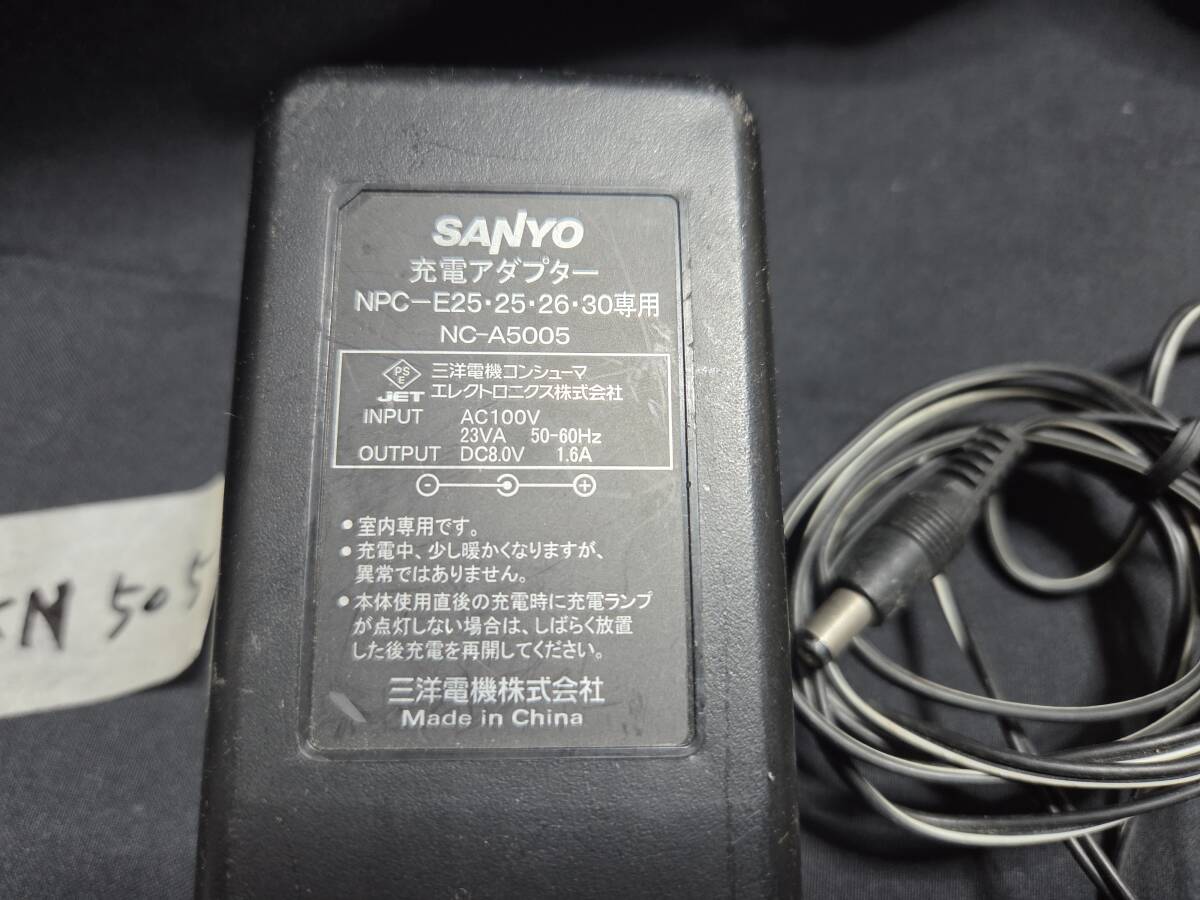 SANYO
充電アダプター
NPC-E25・25・26・30専用
NC-A5005
PS
E
JET
三洋電機コンシューマ
エレクトロニクス株式会社
INPUT AC100V
23VA 50-60Hz
OUTPUT DC8.0V 1.6A
● 室内専用です。
● 充電中、少し暖かくなりますが、
異常ではありません。
● 本体使用直後の充電時に充電ランプ
が点灯しない場合は、しばらく放置
した後充電を再開してください。
三洋電機株式会社
Made in China
N 505